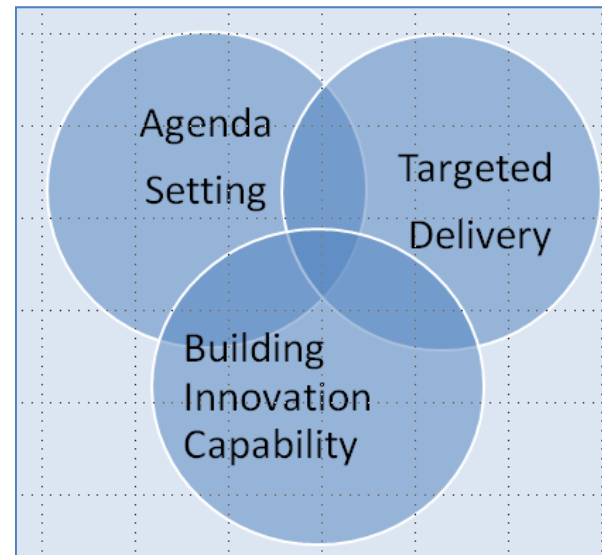 Agenda
Setting
Targeted
Delivery
Building
Innovation
Capability